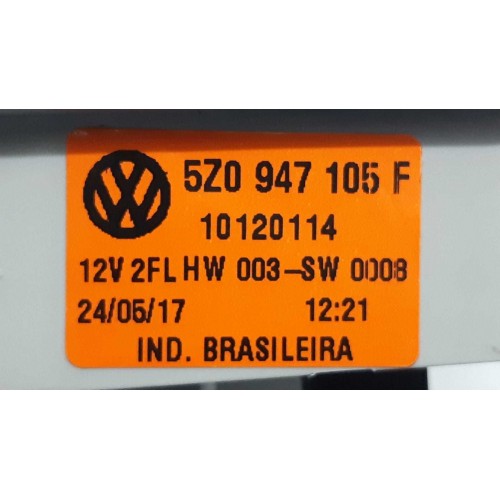 5Z0 947 105 F
10120114
12V 2FL HW 003-SW 0008
24/05/17 12:21
IND. BRASILEIRA